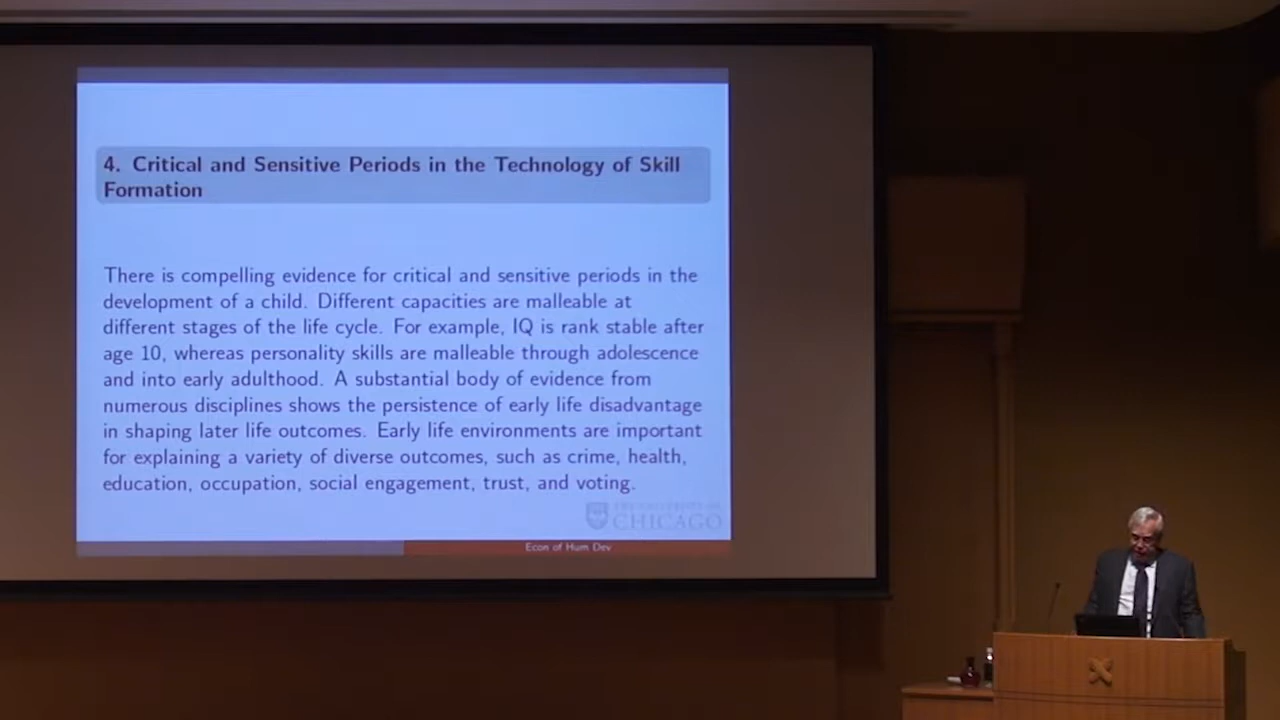 4. Critical and Sensitive Periods in the Technology of Skill
Formation
There is compelling evidence for critical and sensitive periods in the
development of a child. Different capacities are malleable at
different stages of the life cycle. For example, IQ is rank stable after
age 10, whereas personality skills are malleable through adolescence
and into early adulthood. A substantial body of evidence from
numerous disciplines shows the persistence of early life disadvantage
in shaping later life outcomes. Early life environments are important
for explaining a variety of diverse outcomes, such as crime, health,
education, occupation, social engagement, trust, and voting.
CHICAGO
Econ of Hum Dev